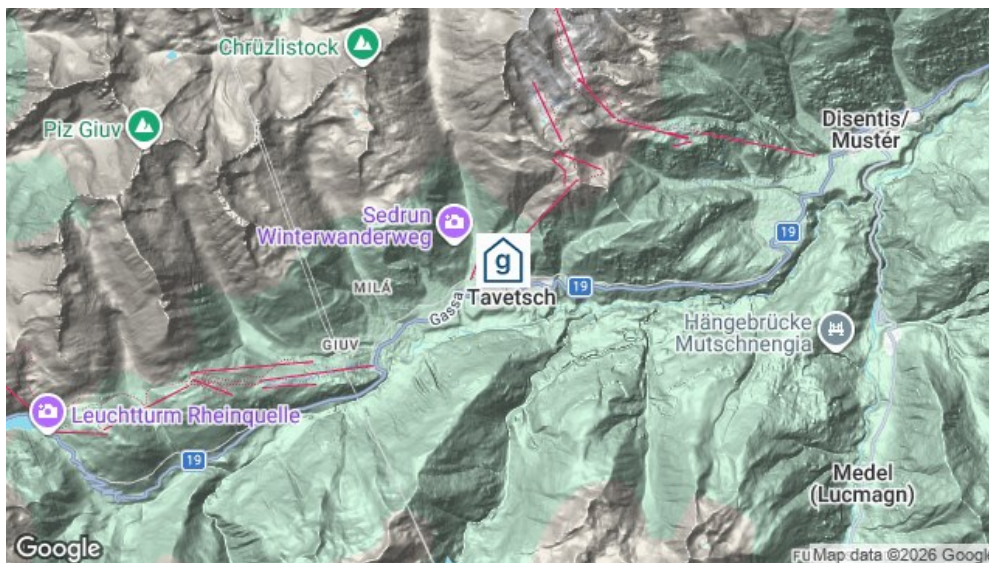 Chrüzlistock
Piz Giuv
Disentis/
Mustér
Sedrun
Winterwanderweg
19
g
MILÁ
Tavetsch
19
Gassa
Hängebrücke
Mutschnengia
GIUV
Leuchtturm Rheinquelle
19
Medel
(Lucmagn)
Google
Map data ©2026 Google